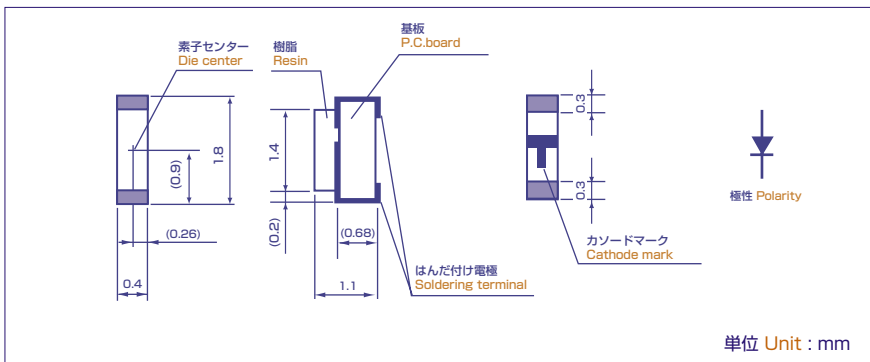 素子センター
Die center
樹脂
Resin
基板
P.C.board
1.8
(0.9)
(0.26)
0.4
1.4
(0.2)
(0.68)
1.1
はんだ付け電極
Soldering terminal
0.3
0.3
カソードマーク
Cathode mark
極性 Polarity
単位 Unit : mm